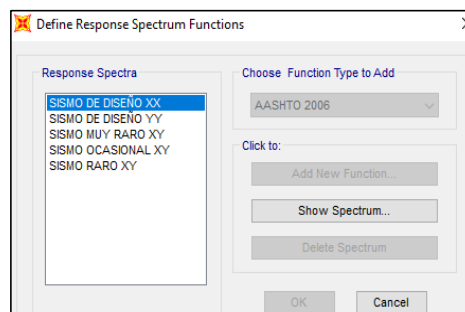 Define Response Spectrum Functions
Response Spectra
SISMO DE DISEÑO XX
SISMO DE DISEÑO YY
SISMO MUY RARO XY
SISMO OCASIONAL XY
SISMO RARO XY
Choose Function Type to Add
AASHTO 2006
Click to:
Add New Function...
Show Spectrum...
Delete Spectrum
OK
Cancel